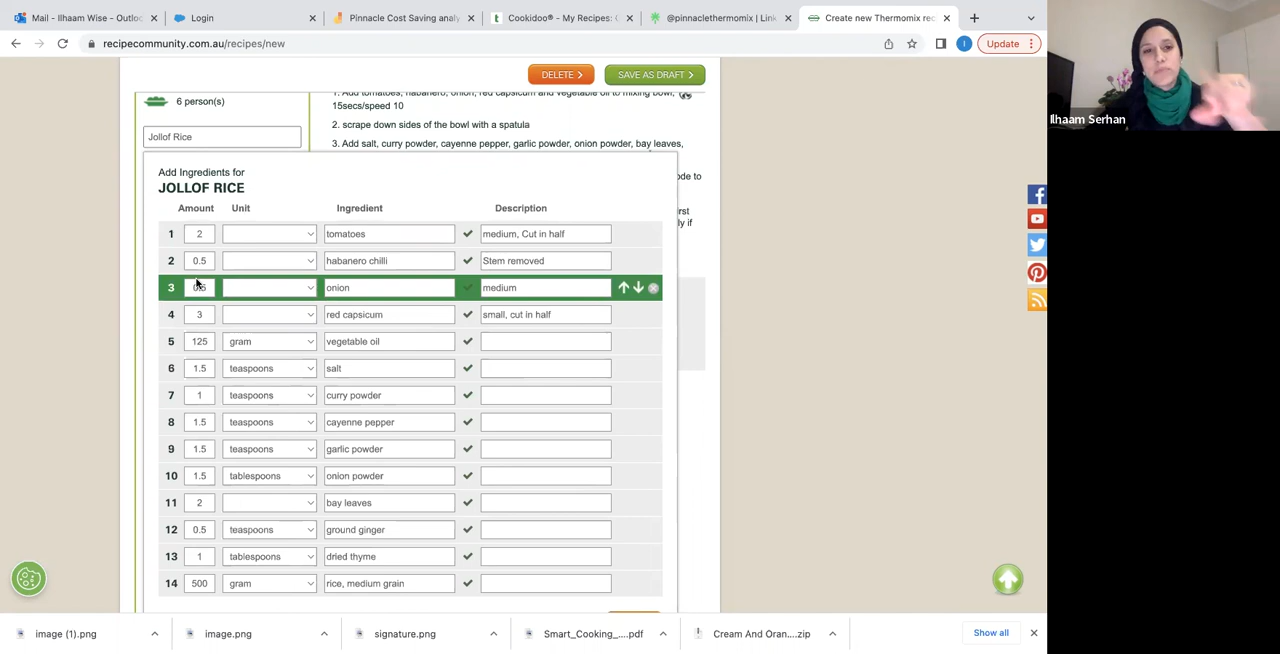 Mail - Ilhaam Wise - Outloo
Login
Pinnacle Cost Saving analy
Cookidoo® - My Recipes: C
@pinnaclethermomix | Link
Create new Thermomix rec
recipecommunity.com.au/recipes/new
I
Update
DELETE
SAVE AS DRAFT
6 person(s)
Jollof Rice
1. Add tomatoes, habanero, onion, red capsicum and vegetable oil to mixing bowl,
15secs/speed 10
2. scrape down sides of the bowl with a spatula
3. Add salt, curry powder, cayenne pepper, garlic powder, onion powder, bay leaves,
ode to
irst
ly if
Add Ingredients for
JOLLOF RICE
Amount Unit Ingredient Description
1 2 tomatoes medium, Cut in half
2 0.5 habanero chilli Stem removed
3 onion medium
4 3 red capsicum small, cut in half
5 125 gram vegetable oil
6 1.5 teaspoons salt
7 1 teaspoons curry powder
8 1.5 teaspoons cayenne pepper
9 1.5 teaspoons garlic powder
10 1.5 tablespoons onion powder
11 2 bay leaves
12 0.5 teaspoons ground ginger
13 1 tablespoons dried thyme
14 500 gram rice, medium grain
Ilhaam Serhan
image (1).png
image.png
signature.png
Smart_Cooking_....pdf
Cream And Oran....zip
Show all